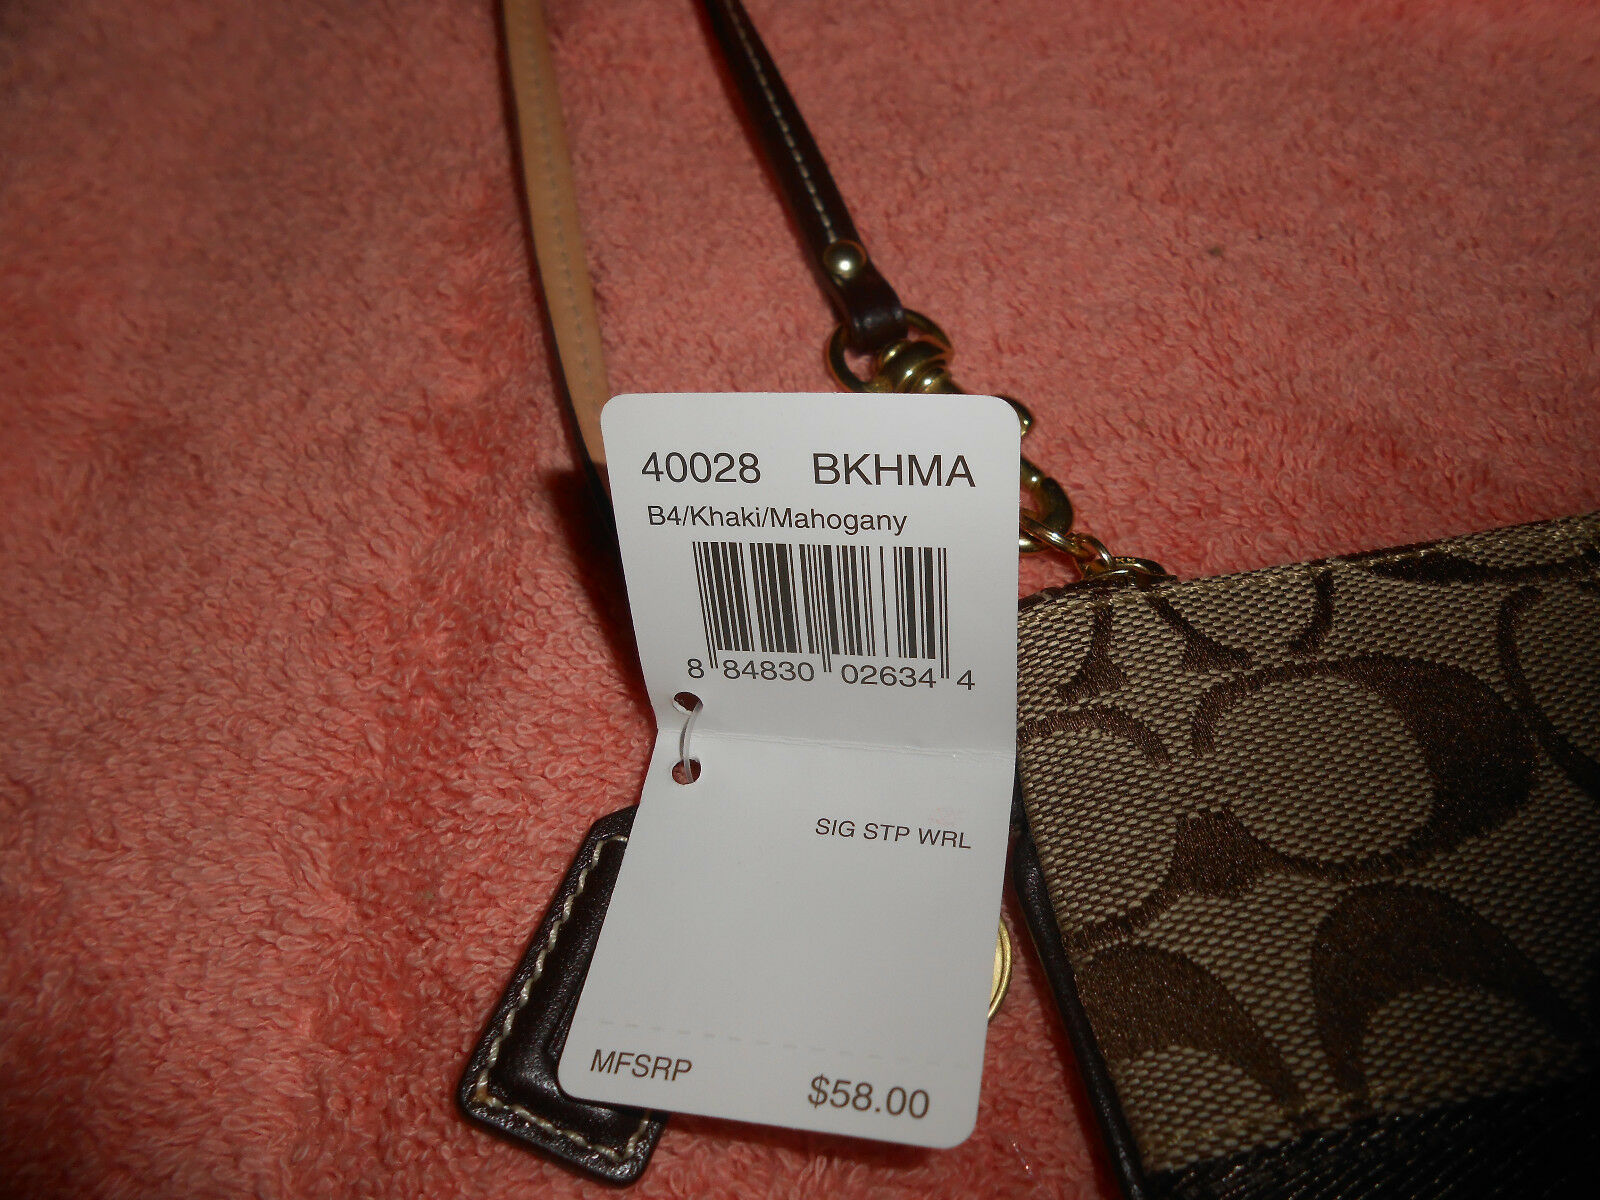 40028 BKHMA
B4/Khaki/Mahogany
8 84830 02634 4
SIG STP WRL
MFSRP $58.00